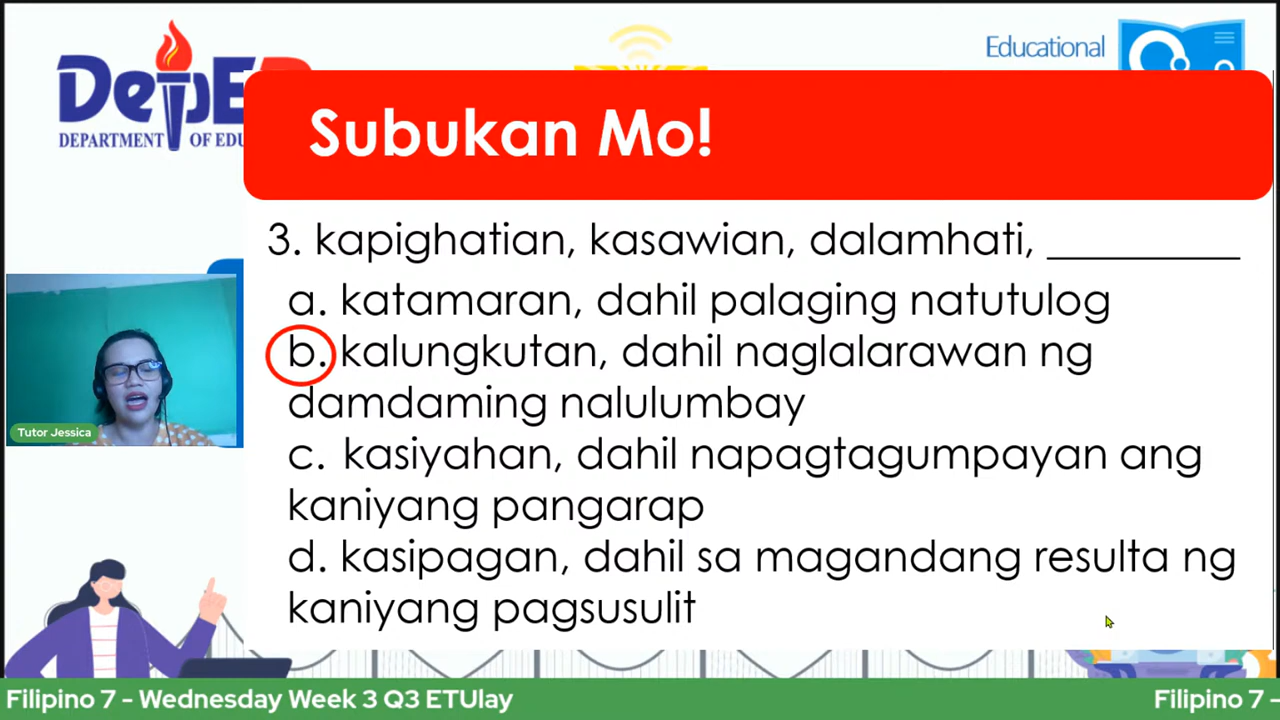 DepE
DEPARTMENT OF EDU
Educational
Subukan Mo!
3. kapighatian, kasawian, dalamhati, __________
a. katamaran, dahil palaging natutulog
b. kalungkutan, dahil naglalarawan ng
damdaming nalulumbay
c. kasiyahan, dahil napagtagumpayan ang
kaniyang pangarap
d. kasipagan, dahil sa magandang resulta ng
kaniyang pagsusulit
Tutor Jessica
Filipino 7 - Wednesday Week 3 Q3 ETUlay
Filipino 7 -